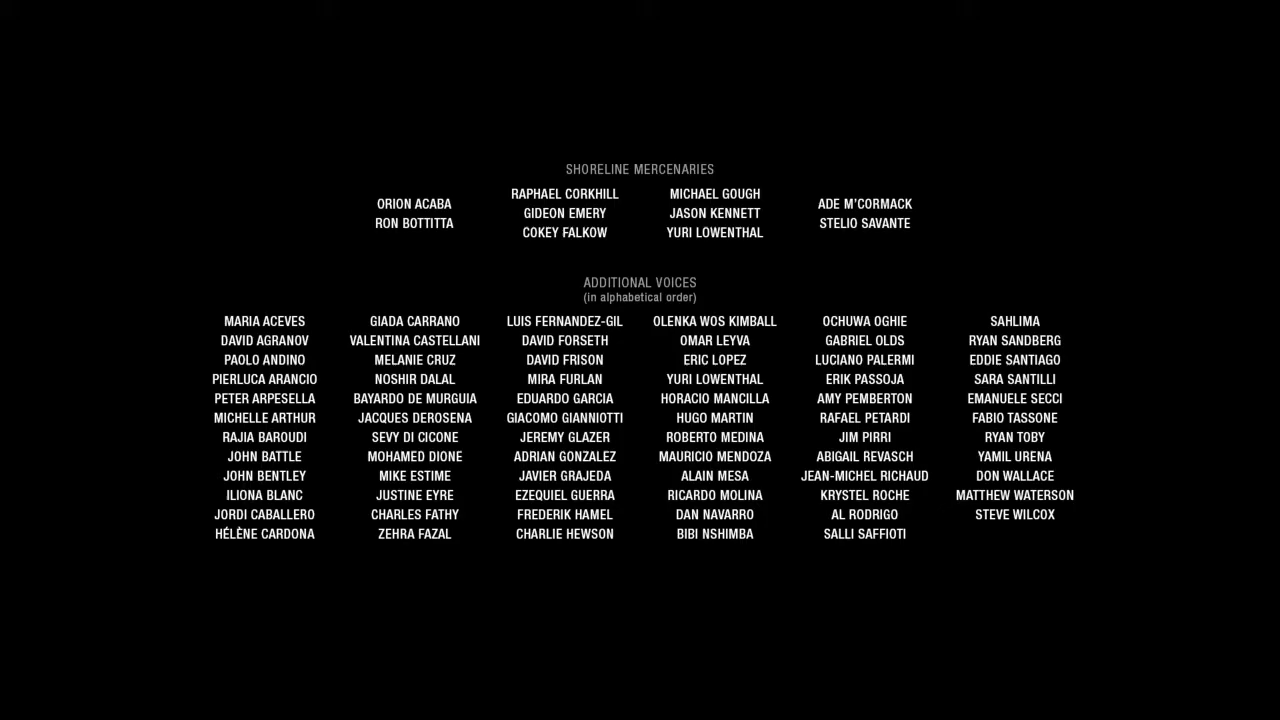 SHORELINE MERCENARIES
ORION ACABA
RON BOTTITTA
RAPHAEL CORKHILL
GIDEON EMERY
COKEY FALKOW
MICHAEL GOUGH
JASON KENNETT
YURI LOWENTHAL
ADE M'CORMACK
STELIO SAVANTE
ADDITIONAL VOICES
(in alphabetical order)
MARIA ACEVES
DAVID AGRANOV
PAOLO ANDINO
PIERLUCA ARANCIO
PETER ARPESELLA
MICHELLE ARTHUR
RAJIA BAROUDI
JOHN BATTLE
JOHN BENTLEY
ILIONA BLANC
JORDI CABALLERO
HÉLÈNE CARDONA
GIADA CARRANO
VALENTINA CASTELLANI
MELANIE CRUZ
NOSHIR DALAL
BAYARDO DE MURGUIA
JACQUES DEROSENA
SEVY DI CICONE
MOHAMED DIONE
MIKE ESTIME
JUSTINE EYRE
CHARLES FATHY
ZEHRA FAZAL
LUIS FERNANDEZ-GIL
DAVID FORSETH
DAVID FRISON
MIRA FURLAN
EDUARDO GARCIA
GIACOMO GIANNIOTTI
JEREMY GLAZER
ADRIAN GONZALEZ
JAVIER GRAJEDA
EZEQUIEL GUERRA
FREDERIK HAMEL
CHARLIE HEWSON
OLENKA WOS KIMBALL
OMAR LEYVA
ERIC LOPEZ
YURI LOWENTHAL
HORACIO MANCILLA
HUGO MARTIN
ROBERTO MEDINA
MAURICIO MENDOZA
ALAIN MESA
RICARDO MOLINA
DAN NAVARRO
BIBI NSHIMBA
OCHUWA OGHIE
GABRIEL OLDS
LUCIANO PALERMI
ERIK PASSOJA
AMY PEMBERTON
RAFAEL PETARDI
JIM PIRRI
ABIGAIL REVASCH
JEAN-MICHEL RICHAUD
KRYSTEL ROCHE
AL RODRIGO
SALLI SAFFIOTI
SAHLIMA
RYAN SANDBERG
EDDIE SANTIAGO
SARA SANTILLI
EMANUELE SECCI
FABIO TASSONE
RYAN TOBY
YAMIL URENA
DON WALLACE
MATTHEW WATERSON
STEVE WILCOX